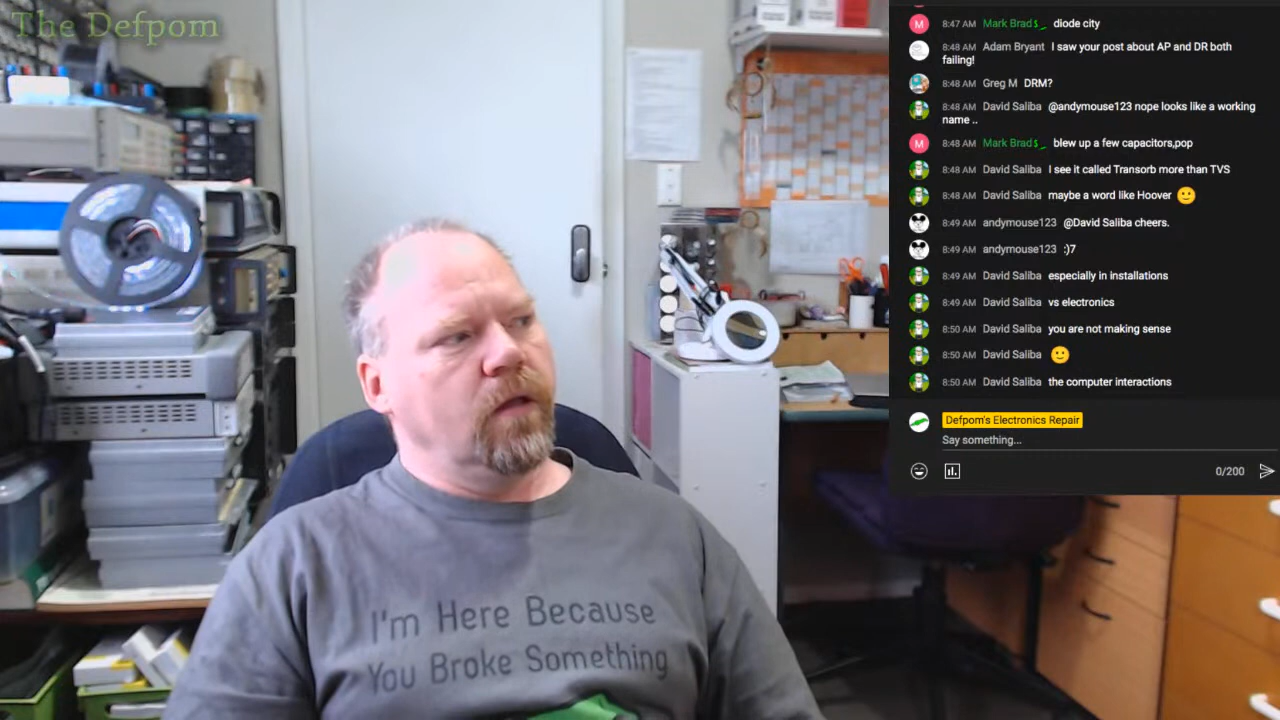 The Defpom
I'm Here Because
You Broke Something
8:47 AM Mark Brad$_ diode city
8:48 AM Adam Bryant I saw your post about AP and DR both
failing!
8:48 AM Greg M DRM?
8:48 AM David Saliba @andymouse123 nope looks like a working
name ..
8:48 AM Mark Brad$_ blew up a few capacitors,pop
8:48 AM David Saliba I see it called Transorb more than TVS
8:48 AM David Saliba maybe a word like Hoover 🙂
8:49 AM andymouse123 @David Saliba cheers.
8:49 AM andymouse123 :)7
8:49 AM David Saliba especially in installations
8:49 AM David Saliba vs electronics
8:50 AM David Saliba you are not making sense
8:50 AM David Saliba 🙂
8:50 AM David Saliba the computer interactions
Defpom's Electronics Repair
Say something...
0/200